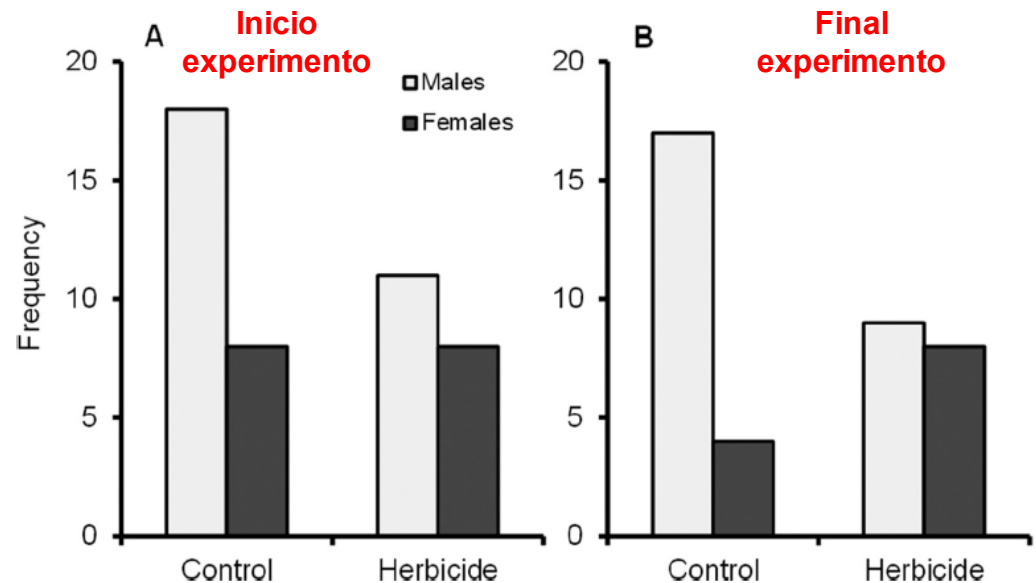 A
Inicio
experimento
20
15
10
5
0
Frequency
Males
Females
Control
Herbicide
B
Final
experimento
20
15
10
5
0
Control
Herbicide